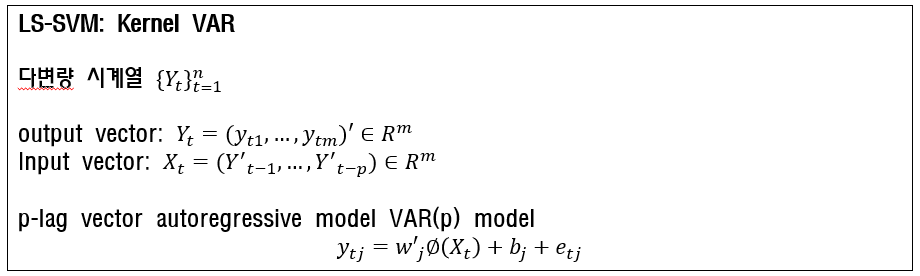 LS-SVM: Kernel VAR
다변량 시계열 {Y_t}_{t=1}^n
output vector: Y_t = (y_{t1}, …, y_{tm})′ ∈ R^m
Input vector: X_t = (Y′_{t−1}, …, Y′_{t−p}) ∈ R^m
p-lag vector autoregressive model VAR(p) model
y_{tj} = w′_jØ(X_t) + b_j + e_{tj}